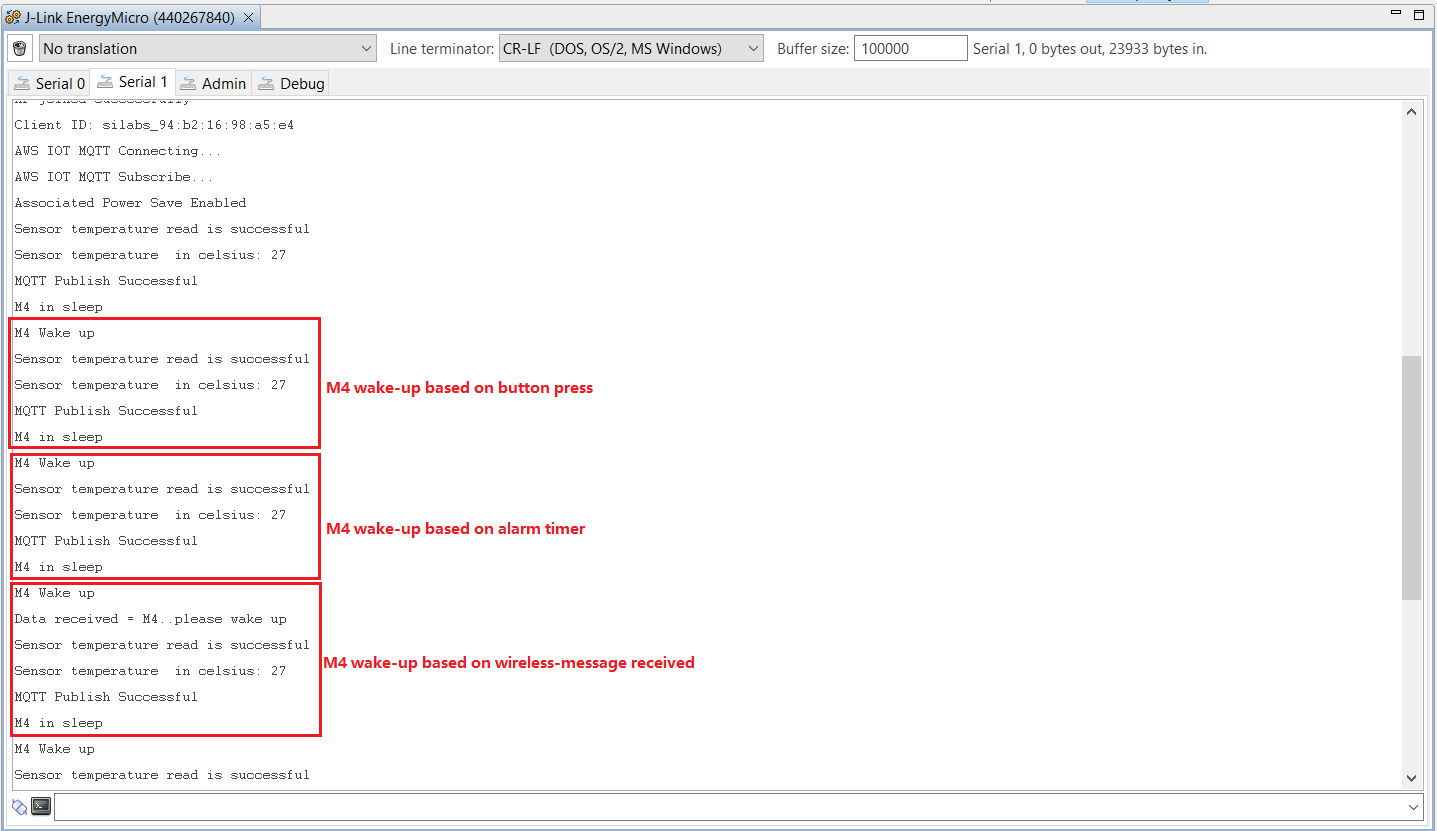 J-Link EnergyMicro (440267840)
No translation Line terminator: CR-LF (DOS, OS/2, MS Windows) Buffer size: 100000 Serial 1, 0 bytes out, 23933 bytes in.
Serial 0 Serial 1 Admin Debug
joined successfully
Client ID: silabs_94:b2:16:98:a5:e4
AWS IOT MQTT Connecting...
AWS IOT MQTT Subscribe...
Associated Power Save Enabled
Sensor temperature read is successful
Sensor temperature  in celsius: 27
MQTT Publish Successful
M4 in sleep
M4 Wake up
Sensor temperature read is successful
Sensor temperature  in celsius: 27
M4 wake-up based on button press
MQTT Publish Successful
M4 in sleep
M4 Wake up
Sensor temperature read is successful
Sensor temperature  in celsius: 27
M4 wake-up based on alarm timer
MQTT Publish Successful
M4 in sleep
M4 Wake up
Data received = M4..please wake up
Sensor temperature read is successful
M4 wake-up based on wireless-message received
Sensor temperature  in celsius: 27
MQTT Publish Successful
M4 in sleep
M4 Wake up
Sensor temperature read is successful